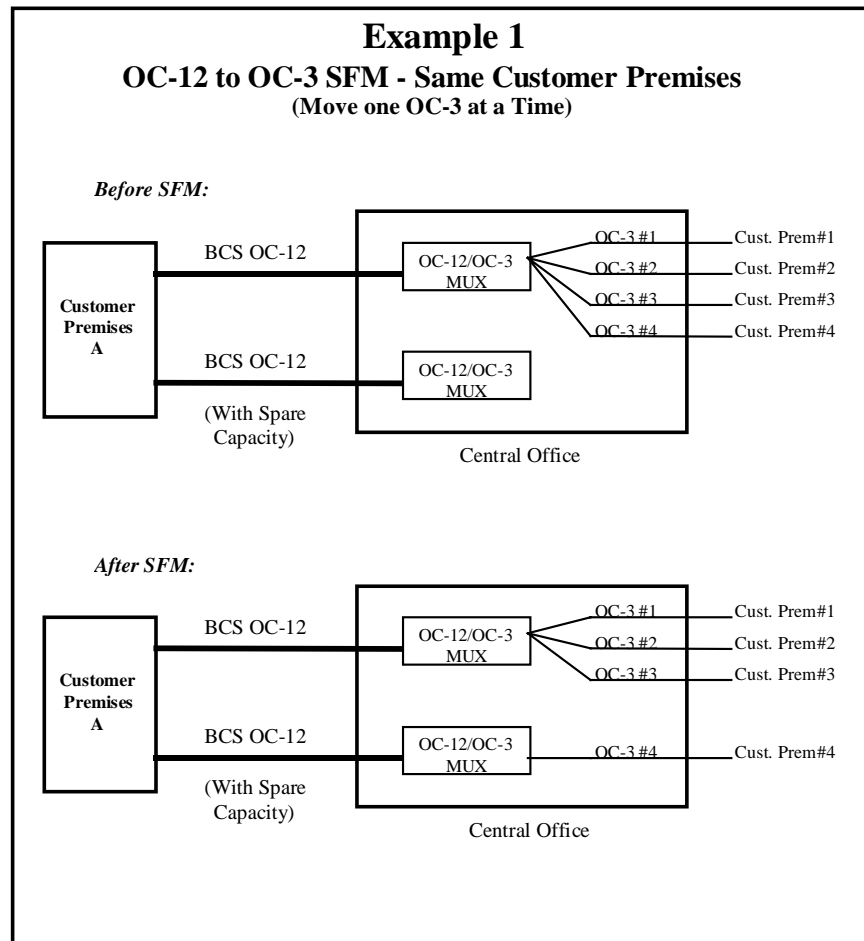 Example 1
OC-12 to OC-3 SFM - Same Customer Premises
(Move one OC-3 at a Time)
Before SFM:
Customer
Premises
A
BCS OC-12
BCS OC-12
(With Spare
Capacity)
OC-12/OC-3
MUX
OC-12/OC-3
MUX
OC-3 #1
OC-3 #2
OC-3 #3
OC-3 #4
Cust. Prem#1
Cust. Prem#2
Cust. Prem#3
Cust. Prem#4
Central Office
After SFM:
Customer
Premises
A
BCS OC-12
BCS OC-12
(With Spare
Capacity)
OC-12/OC-3
MUX
OC-12/OC-3
MUX
OC-3 #1
OC-3 #2
OC-3 #3
OC-3 #4
Cust. Prem#1
Cust. Prem#2
Cust. Prem#3
Cust. Prem#4
Central Office